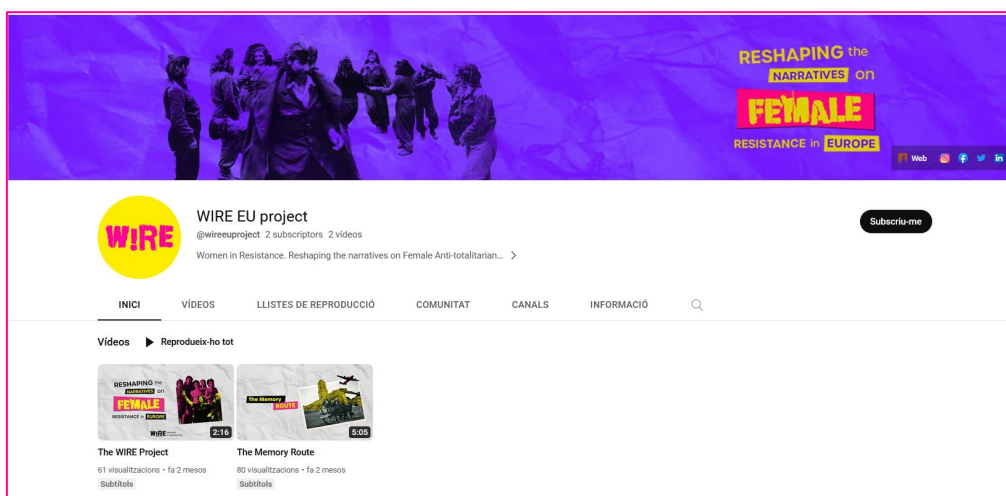 RESHAPING the
NARRATIVES on
FEMALE
RESISTANCE in EUROPE
Web
W!RE
WIRE EU project
@wireeuproject 2 subscriptors 2 vídeos
Women in Resistance. Reshaping the narratives on Female Anti-totalitarian...
Subscriu-me
INICI VÍDEOS LLISTES DE REPRODUCCIÓ COMUNITAT CANALS INFORMACIÓ
Vídeos Reprodueix-ho tot
RESHAPING the
NARRATIVES on
FEMALE
RESISTANCE in EUROPE
W!RE
2:16
The Memory
ROUTE
5:05
The WIRE Project
61 visualitzacions • fa 2 mesos
Subtítols
The Memory Route
80 visualitzacions • fa 2 mesos
Subtítols